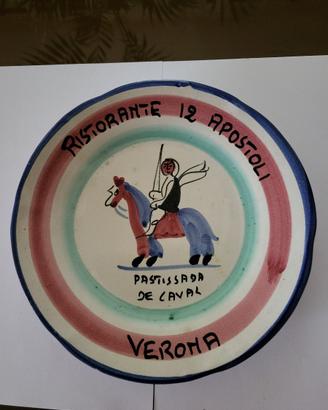 RISTORANTE 12 APOSTOLI
PASTISSADA
DE CAVAL
VERONA